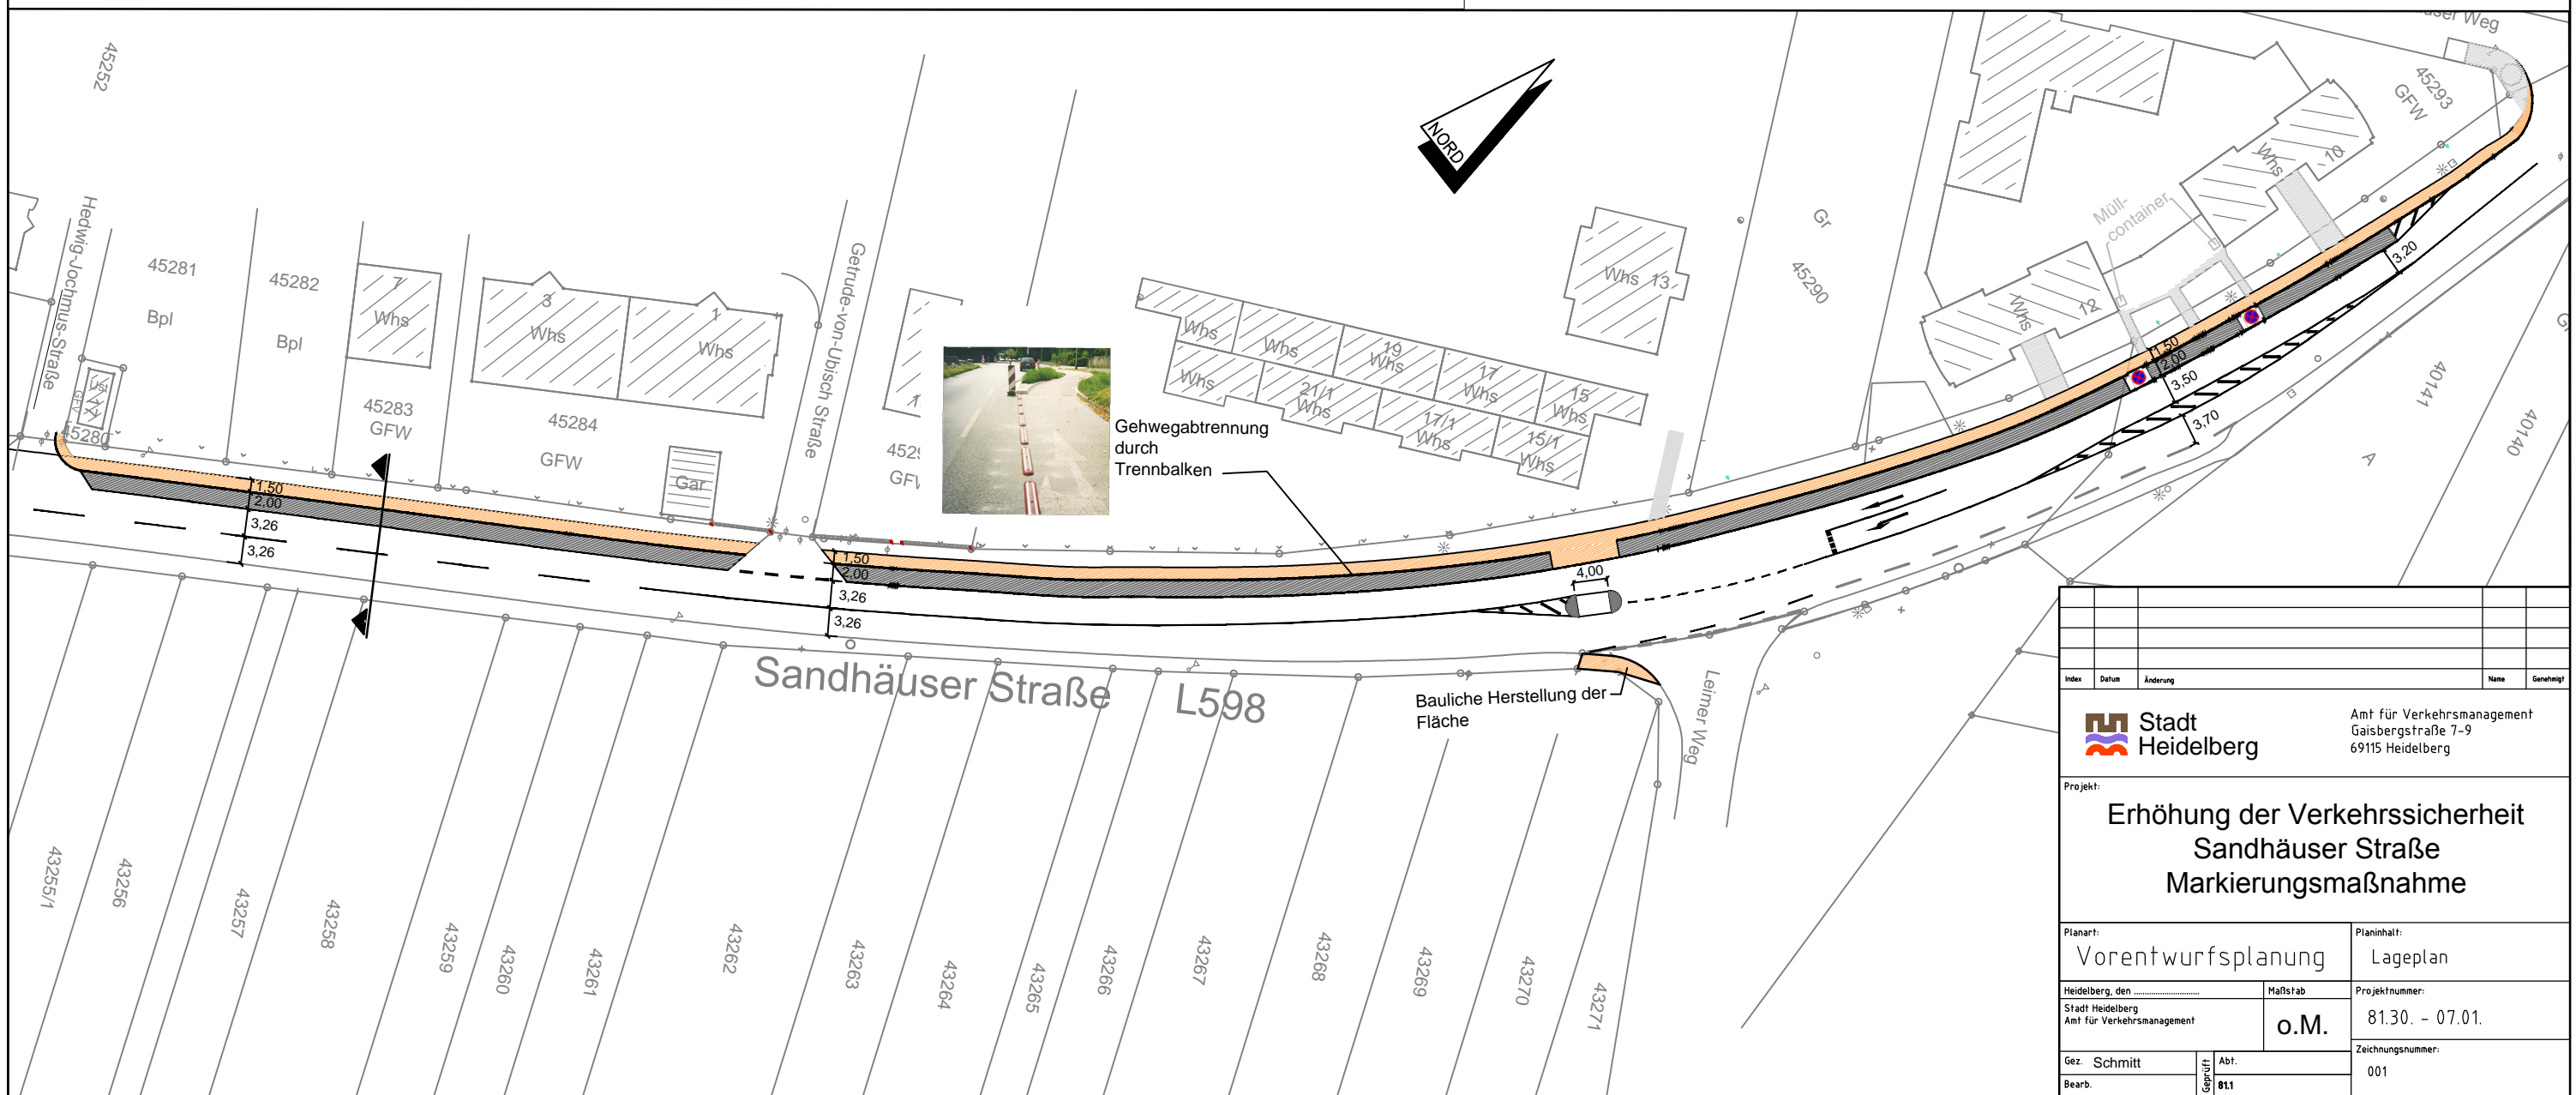 45252
Hedwig-Jochmus-Straße
45281
Bpl
45282
Bpl
7
Whs
3
Whs
1
Whs
Üst
GFV
45280
45283
GFW
45284
GFW
Gar
Getrude-von-Ubisch Straße
1,50
2,00
3,26
3,26
1,50
2,00
3,26
3,26
Gehwegabtrennung
durch
Trennbalken
NORD
Whs
Whs
19
Whs
17
Whs
15
Whs
Whs
21/1
Whs
17/1
Whs
15/1
Whs
Whs 13
Gr
45290
Müll-
container
Whs
12
Whs
10
45293
GFW
user Weg
3,20
1,50
2,00
3,50
3,70
4,00
40141
40140
A
Sandhäuser Straße
L598
Bauliche Herstellung der
Fläche
Leimer Weg
43255/1
43256
43257
43258
43259
43260
43261
43262
43263
43264
43265
43266
43267
43268
43269
43270
43271
Index Datum Änderung Name Genehmigt
Stadt
Heidelberg
Amt für Verkehrsmanagement
Gaisbergstraße 7-9
69115 Heidelberg
Projekt:
Erhöhung der Verkehrssicherheit
Sandhäuser Straße
Markierungsmaßnahme
Planart:
Vorentwurfsplanung
Planinhalt:
Lageplan
Heidelberg, den ............................
Stadt Heidelberg
Amt für Verkehrsmanagement
Maßstab
o.M.
Projektnummer:
81.30. - 07.01.
Gez. Schmitt
Bearb.
Geprüft
Abt.
81.1
Zeichnungsnummer:
001